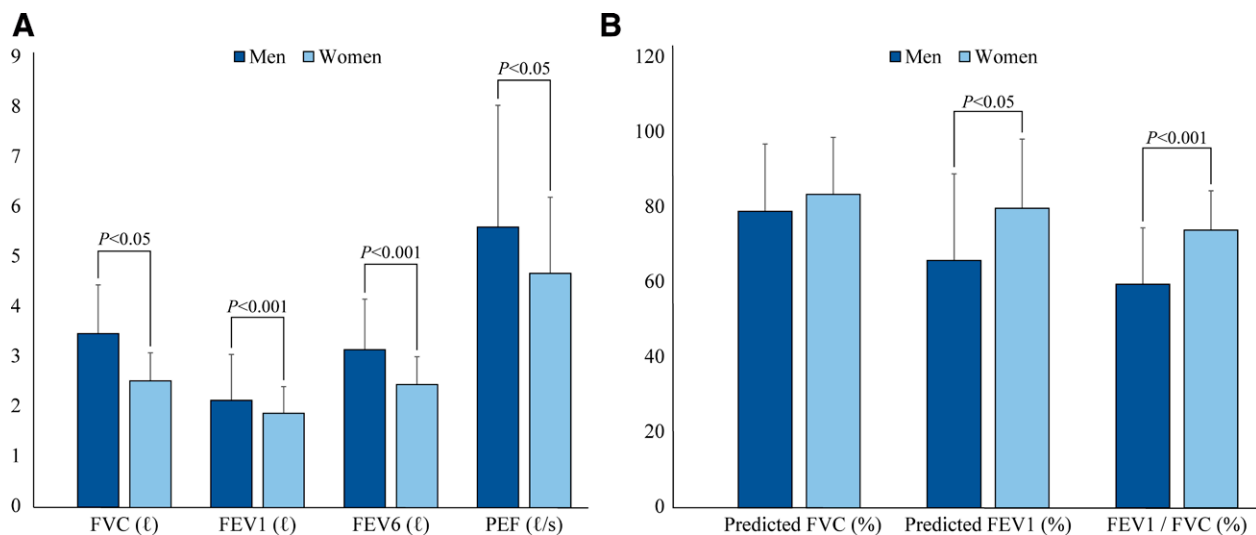 A
Men Women
9
8
7
6
5
4
3
2
1
0
P<0.05
P<0.001
P<0.001
P<0.05
FVC (ℓ) FEV1 (ℓ) FEV6 (ℓ) PEF (ℓ/s)
B
Men Women
120
100
80
60
40
20
0
P<0.05
P<0.001
Predicted FVC (%) Predicted FEV1 (%) FEV1 / FVC (%)